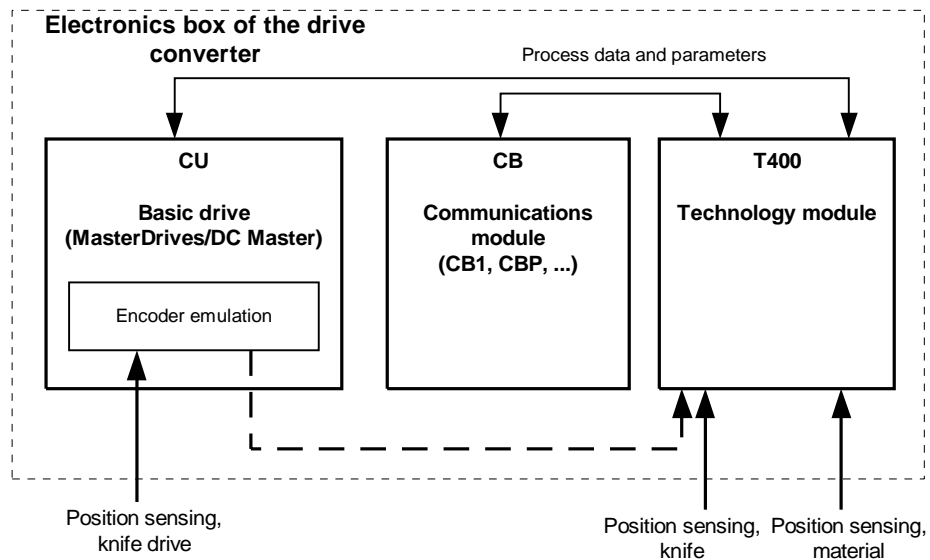 Electronics box of the drive
converter
Process data and parameters
CU
Basic drive
(MasterDrives/DC Master)
Encoder emulation
CB
Communications
module
(CB1, CBP, ...)
T400
Technology module
Position sensing,
knife drive
Position sensing,
knife
Position sensing,
material